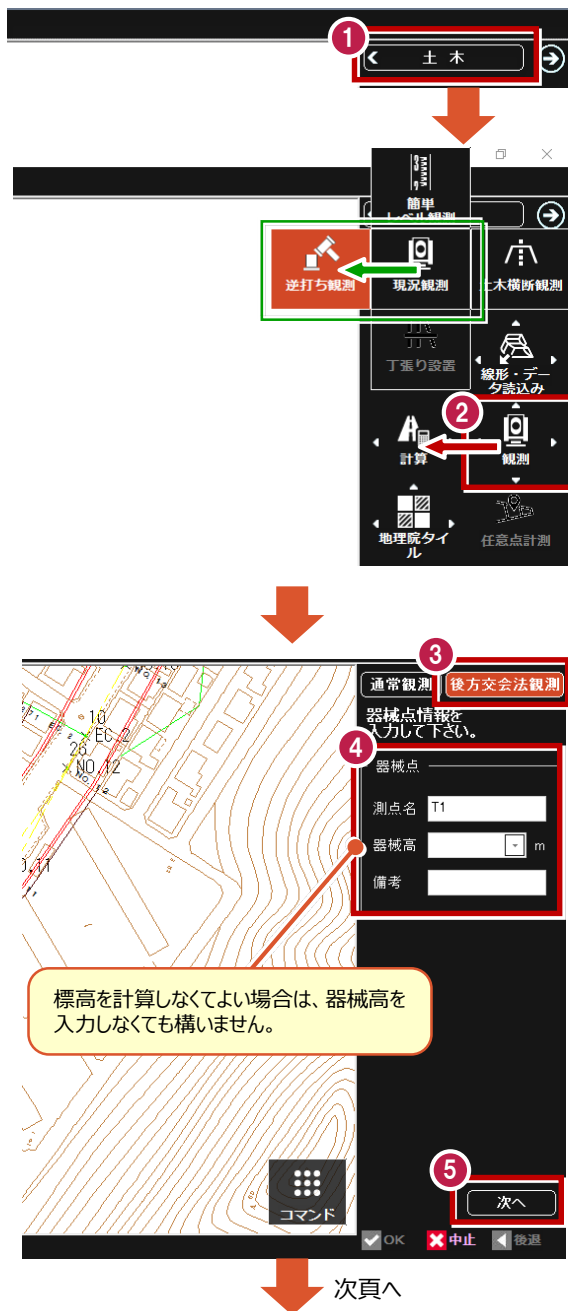 1
土 木
簡単
レベル観測
逆打ち観測
現況観測
土木横断観測
丁張り設置
線形・デー
タ読込み
2
計算
観測
地理院タイ
ル
任意点計測
3
通常観測
後方交会法観測
器械点情報を
入力して下さい。
4
器械点
測点名 T1
器械高 m
備考
10
EC.2
26
NO.12
NO.13
NO.12
標高を計算しなくてよい場合は、器械高を
入力しなくても構いません。
5
次へ
コマンド
OK 中止 後退
次頁へ